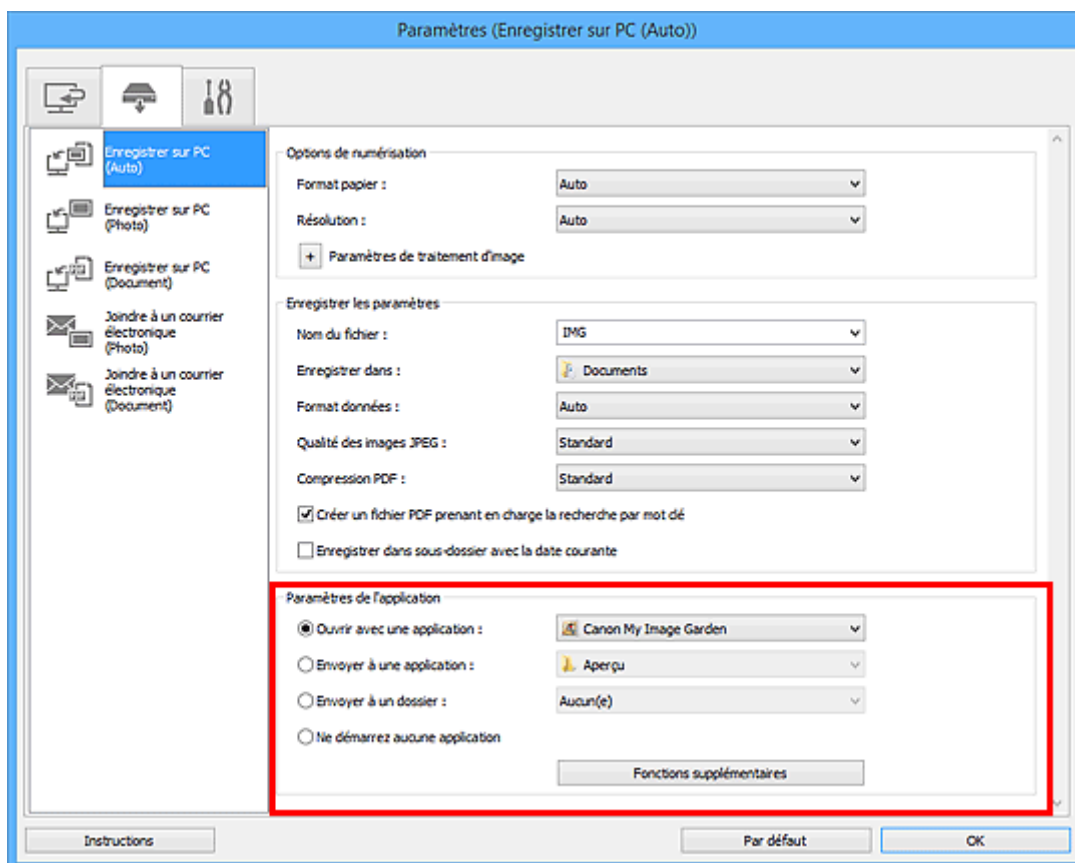 Paramètres (Enregistrer sur PC (Auto))
Enregistrer sur PC
(Auto)
Enregistrer sur PC
(Photo)
Enregistrer sur PC
(Document)
Joindre à un courrier
électronique
(Photo)
Joindre à un courrier
électronique
(Document)
Options de numérisation
Format papier : Auto
Résolution : Auto
+ Paramètres de traitement d'image
Enregistrer les paramètres
Nom du fichier : IMG
Enregistrer dans : Documents
Format données : Auto
Qualité des images JPEG : Standard
Compression PDF : Standard
Créer un fichier PDF prenant en charge la recherche par mot clé
Enregistrer dans sous-dossier avec la date courante
Paramètres de l'application
Ouvrir avec une application : Canon My Image Garden
Envoyer à une application : Aperçu
Envoyer à un dossier : Aucun(e)
Ne démarrez aucune application
Fonctions supplémentaires
Instructions Par défaut OK